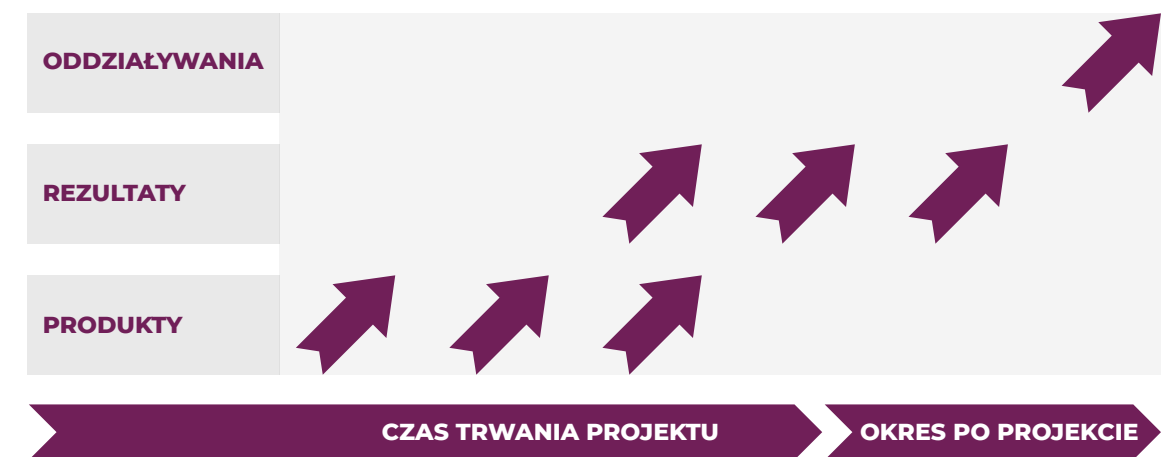 ODDZIAŁYWANIA
REZULTATY
PRODUKTY
CZAS TRWANIA PROJEKTU
OKRES PO PROJEKCIE